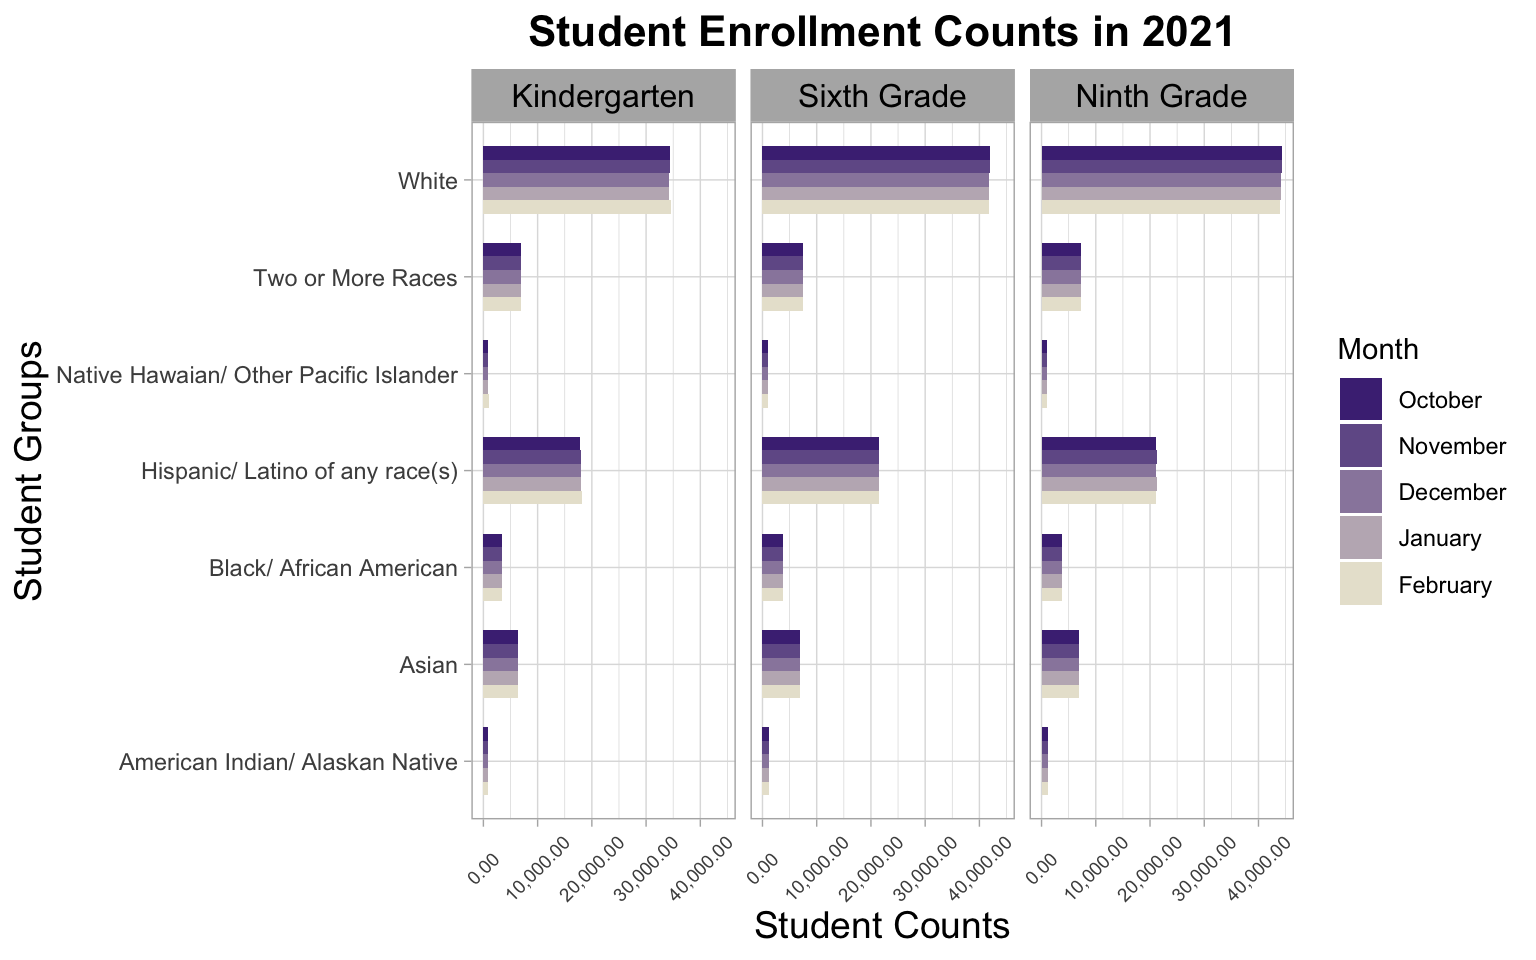 Student Enrollment Counts in 2021
Kindergarten
Sixth Grade
Ninth Grade
Student Groups
White
Two or More Races
Native Hawaian/ Other Pacific Islander
Hispanic/ Latino of any race(s)
Black/ African American
Asian
American Indian/ Alaskan Native
0.00
10,000.00
20,000.00
30,000.00
40,000.00
0.00
10,000.00
20,000.00
30,000.00
40,000.00
0.00
10,000.00
20,000.00
30,000.00
40,000.00
Student Counts
Month
October
November
December
January
February